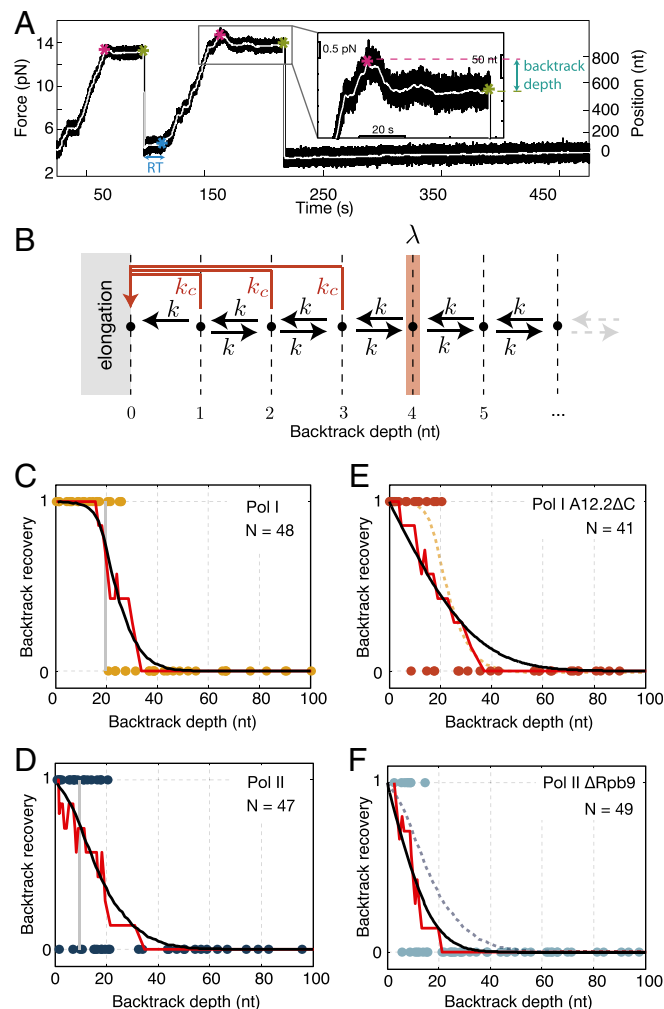 A
Force (pN)
14
10
6
2
RT
0.5 pN
50 nt
20 s
backtrack
depth
800
600
400
200
0
Position (nt)
50
150
250
350
450
Time (s)
B
λ
elongation
k_c
k_c
k_c
k
k
k
k
k
k
k
k
k
k
k
0
1
2
3
4
5
...
Backtrack depth (nt)
C
Pol I
N = 48
Backtrack recovery
1
0
0 20 40 60 80 100
Backtrack depth (nt)
E
Pol I A12.2ΔC
N = 41
Backtrack recovery
1
0
0 20 40 60 80 100
Backtrack depth (nt)
D
Pol II
N = 47
Backtrack recovery
1
0
0 20 40 60 80 100
Backtrack depth (nt)
F
Pol II ΔRpb9
N = 49
Backtrack recovery
1
0
0 20 40 60 80 100
Backtrack depth (nt)